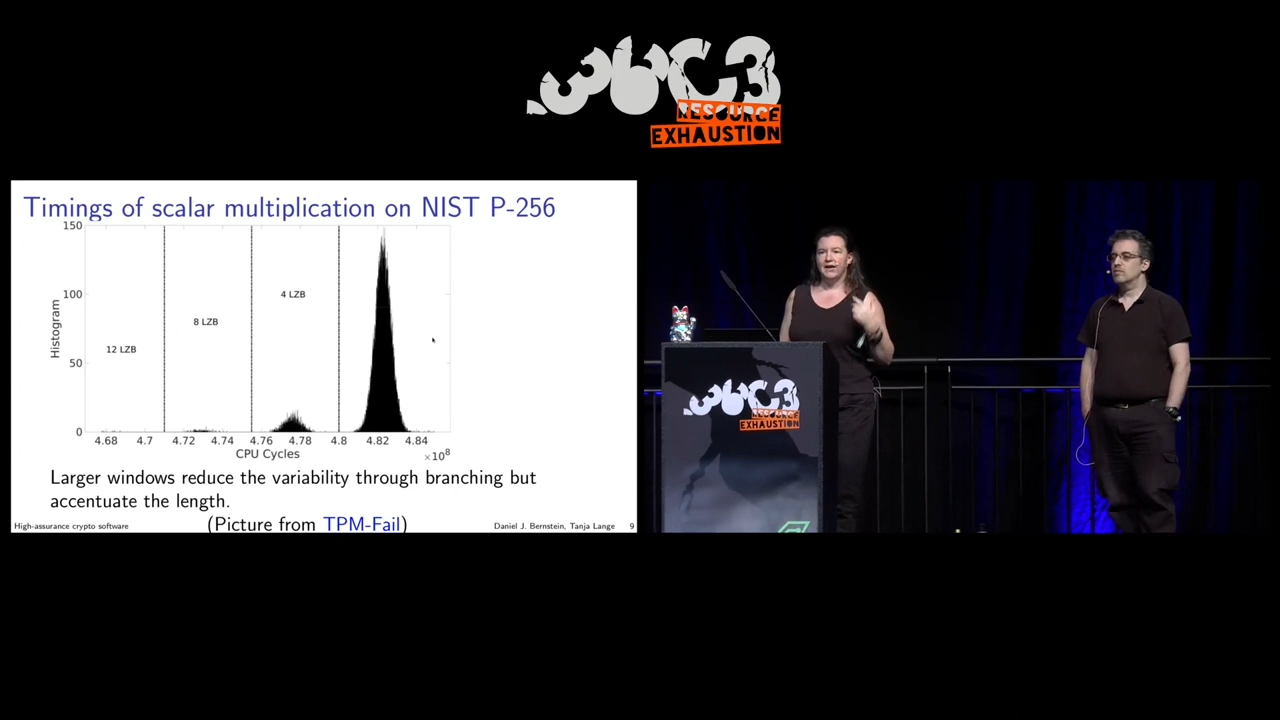 36C3
RESOURCE
EXHAUSTION
Timings of scalar multiplication on NIST P-256
150
100
50
0
Histogram
12 LZB
8 LZB
4 LZB
4.68 4.7 4.72 4.74 4.76 4.78 4.8 4.82 4.84
CPU Cycles
×10⁸
Larger windows reduce the variability through branching but
accentuate the length.
(Picture from TPM-Fail)
High-assurance crypto software
Daniel J. Bernstein, Tanja Lange
9
36C3
RESOURCE
EXHAUSTION